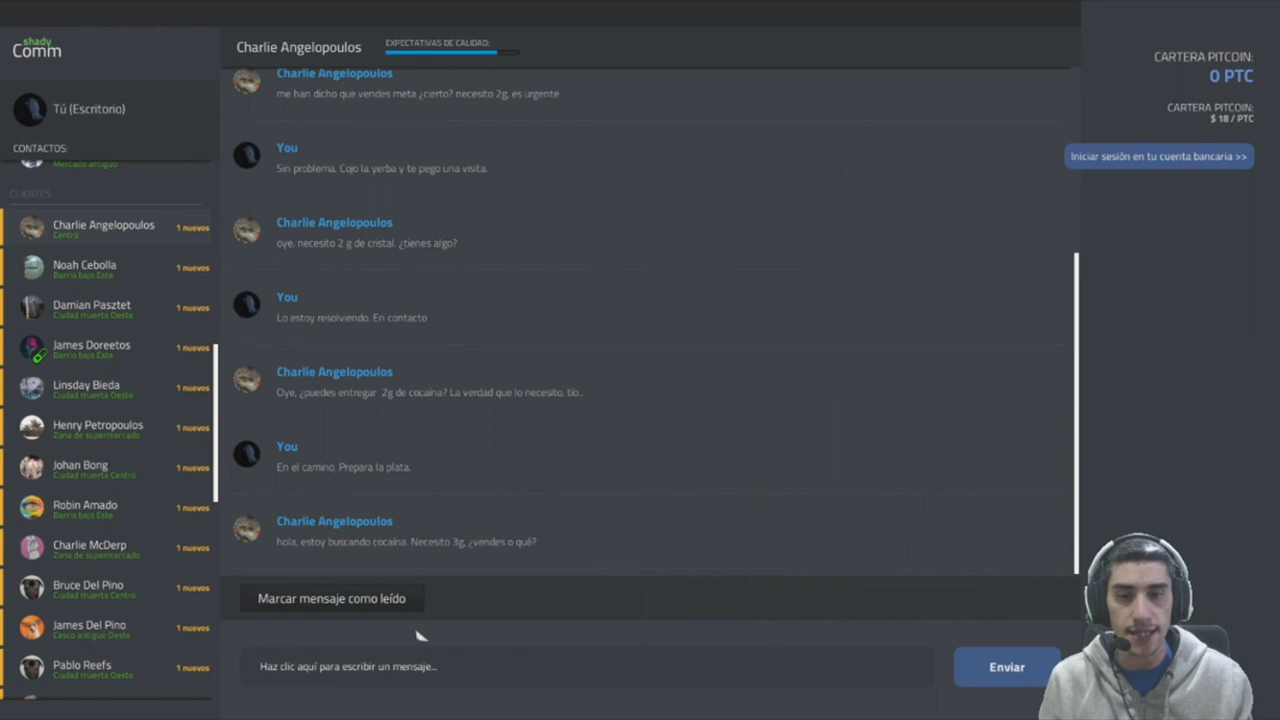 shady
Comm
Tú (Escritorio)
CONTACTOS:
Mercado antiguo
CLIENTES
Charlie Angelopoulos
Centro
1 nuevos
Noah Cebolla
Barrio bajo Este
1 nuevos
Damian Pasztet
Ciudad muerta Oeste
1 nuevos
James Doreetos
Barrio bajo Este
1 nuevos
Linsday Bieda
Ciudad muerta Oeste
1 nuevos
Henry Petropoulos
Zona de supermercado
1 nuevos
Johan Bong
Ciudad muerta Centro
1 nuevos
Robin Amado
Barrio bajo Este
1 nuevos
Charlie McDerp
Zona de supermercado
1 nuevos
Bruce Del Pino
Ciudad muerta Centro
1 nuevos
James Del Pino
Casco antiguo Oeste
1 nuevos
Pablo Reefs
Ciudad muerta Oeste
1 nuevos
Charlie Angelopoulos
EXPECTATIVAS DE CALIDAD:
Charlie Angelopoulos
me han dicho que vendes meta ¿cierto? necesito 2g, es urgente
You
Sin problema. Cojo la yerba y te pego una visita.
Charlie Angelopoulos
oye. necesito 2 g de cristal. ¿tienes algo?
You
Lo estoy resolviendo. En contacto
Charlie Angelopoulos
Oye, ¿puedes entregar 2g de cocaína? La verdad que lo necesito, tío..
You
En el camino. Prepara la plata.
Charlie Angelopoulos
hola, estoy buscando cocaína. Necesito 3g, ¿vendes o qué?
Marcar mensaje como leído
Haz clic aquí para escribir un mensaje...
Enviar
CARTERA PITCOIN:
0 PTC
CARTERA PITCOIN:
$ 18 / PTC
Iniciar sesión en tu cuenta bancaria >>